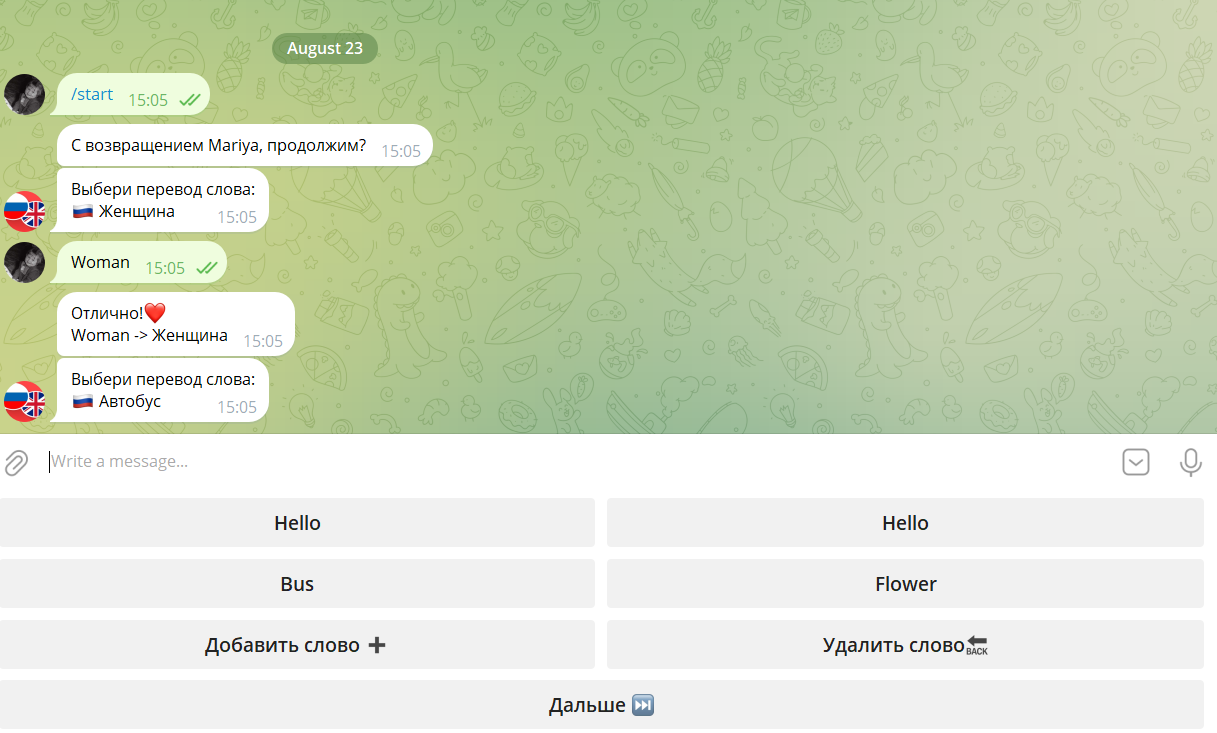 August 23
/start 15:05
С возвращением Mariya, продолжим? 15:05
Выбери перевод слова:
🇷🇺 Женщина 15:05
Woman 15:05
Отлично!❤️
Woman -> Женщина 15:05
Выбери перевод слова:
🇷🇺 Автобус 15:05
Write a message...
Hello
Hello
Bus
Flower
Добавить слово ➕
Удалить слово🔙
Дальше ⏭